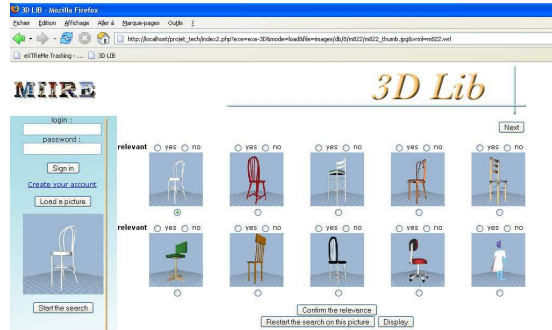 3D LIB - Mozilla Firefox
Fichier Edition Affichage Aller à Marque-pages Outils ?
http://localhost/projet_tech/index2.php?exe=exe-3D&mode=load&file=images/db/8/m822/m822_thumb.jpg&vrml=m822.wrl
eXTReMe Tracking - ... 3D LIB
MIIRE
3D Lib
login :
Next
password :
relevant yes no yes no yes no yes no yes no
Sign in
Create your account
Load a picture
relevant yes no yes no yes no yes no yes no
Start the search
Confirm the relevance
Restart the search on this picture Display